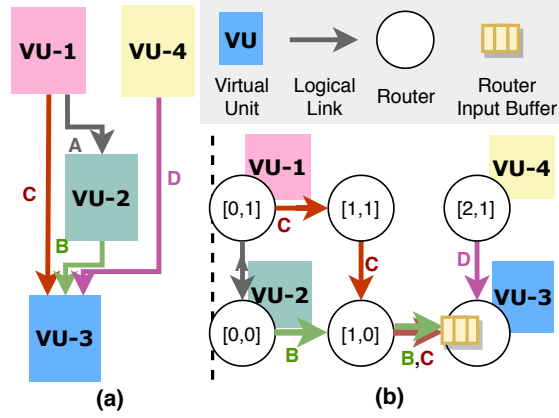 VU-1
VU-4
A
C
D
VU-2
B
VU-3
(a)
VU
Virtual
Unit
Logical
Link
Router
Router
Input Buffer
VU-1
VU-4
[0,1]
C
[1,1]
[2,1]
A
C
D
VU-2
VU-3
[0,0]
B
[1,0]
B,C
(b)